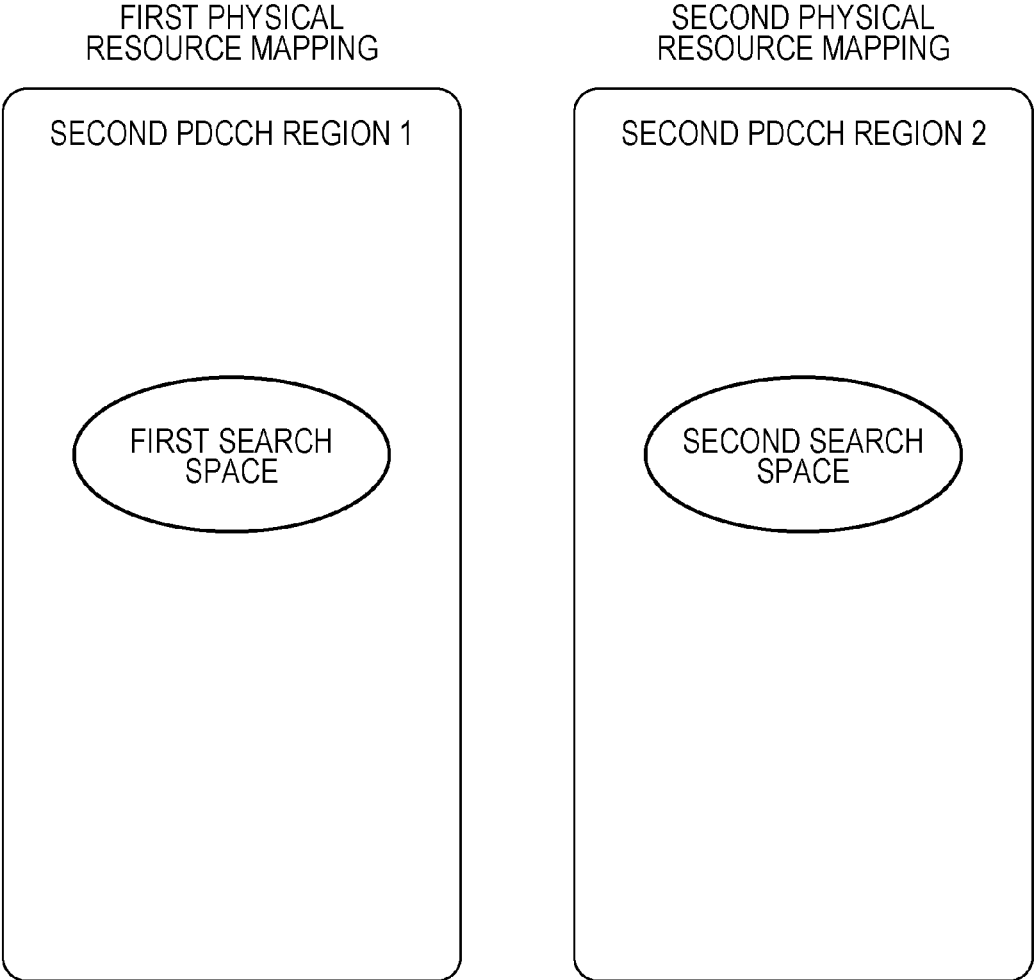 FIRST PHYSICAL
RESOURCE MAPPING
SECOND PDCCH REGION 1
FIRST SEARCH
SPACE
SECOND PHYSICAL
RESOURCE MAPPING
SECOND PDCCH REGION 2
SECOND SEARCH
SPACE